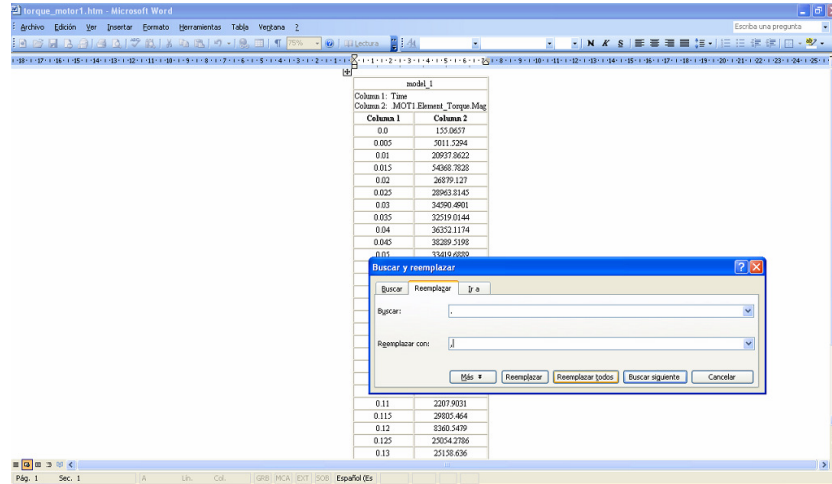 torque_motor1.htm - Microsoft Word
Archivo Edición Ver Insertar Formato Herramientas Tabla Ventana ?
Escriba una pregunta
75% Lectura N K S
model_1
Column 1: Time
Column 2: .MOT1.Element_Torque.Mag
Column 1 Column 2
0.0 155.0657
0.005 5011.5294
0.01 20937.8622
0.015 54368.7828
0.02 26879.127
0.025 28963.8145
0.03 34590.4901
0.035 32519.0144
0.04 36352.1174
0.045 38289.5198
0.05 33419.6889
Buscar y reemplazar
Buscar Reemplazar Ir a
Buscar: .
Reemplazar con: ,
Más Reemplazar Reemplazar todos Buscar siguiente Cancelar
0.11 2207.9031
0.115 29805.464
0.12 8360.5479
0.125 25054.2786
0.13 25158.636
Pág. 1 Sec. 1 A Lín. Col. GRB MCA EXT SOB Español (Es